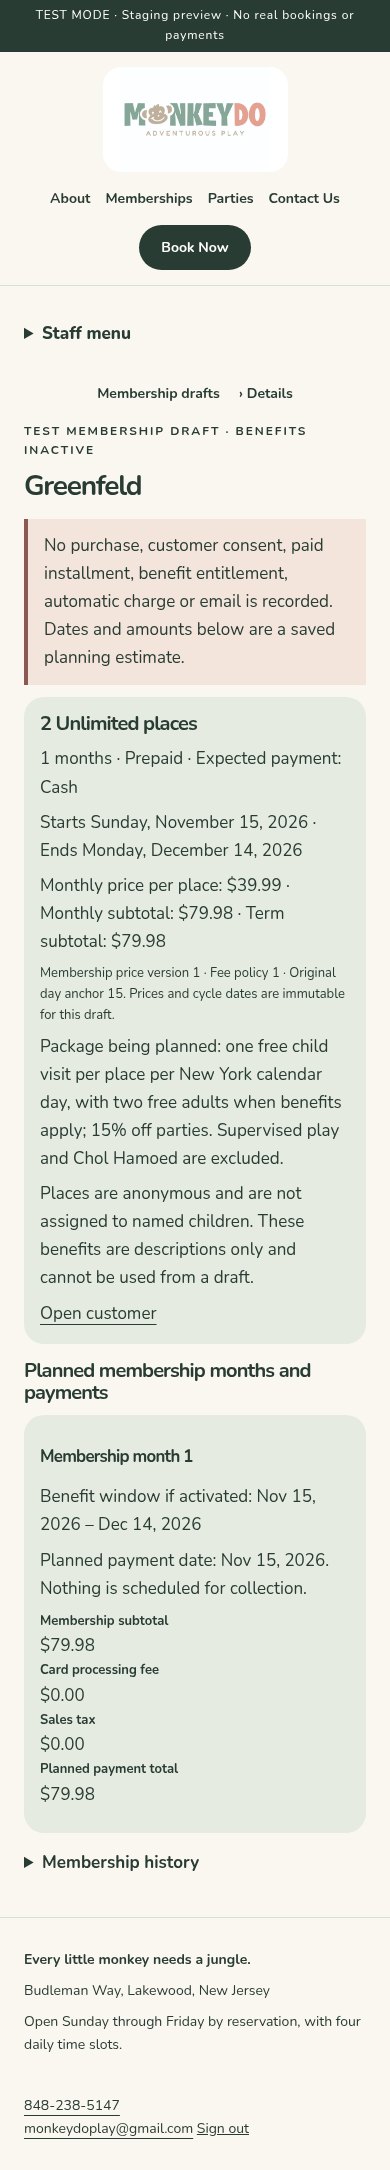 TEST MODE · Staging preview · No real bookings or
payments
MONKEYDO
ADVENTUROUS PLAY
About Memberships Parties Contact Us
Book Now
Staff menu
Membership drafts › Details
TEST MEMBERSHIP DRAFT · BENEFITS
INACTIVE
Greenfeld
No purchase, customer consent, paid
installment, benefit entitlement,
automatic charge or email is recorded.
Dates and amounts below are a saved
planning estimate.
2 Unlimited places
1 months · Prepaid · Expected payment:
Cash
Starts Sunday, November 15, 2026 ·
Ends Monday, December 14, 2026
Monthly price per place: $39.99 ·
Monthly subtotal: $79.98 · Term
subtotal: $79.98
Membership price version 1 · Fee policy 1 · Original
day anchor 15. Prices and cycle dates are immutable
for this draft.
Package being planned: one free child
visit per place per New York calendar
day, with two free adults when benefits
apply; 15% off parties. Supervised play
and Chol Hamoed are excluded.
Places are anonymous and are not
assigned to named children. These
benefits are descriptions only and
cannot be used from a draft.
Open customer
Planned membership months and
payments
Membership month 1
Benefit window if activated: Nov 15,
2026 – Dec 14, 2026
Planned payment date: Nov 15, 2026.
Nothing is scheduled for collection.
Membership subtotal
$79.98
Card processing fee
$0.00
Sales tax
$0.00
Planned payment total
$79.98
Membership history
Every little monkey needs a jungle.
Budleman Way, Lakewood, New Jersey
Open Sunday through Friday by reservation, with four
daily time slots.
848-238-5147
monkeydoplay@gmail.com Sign out